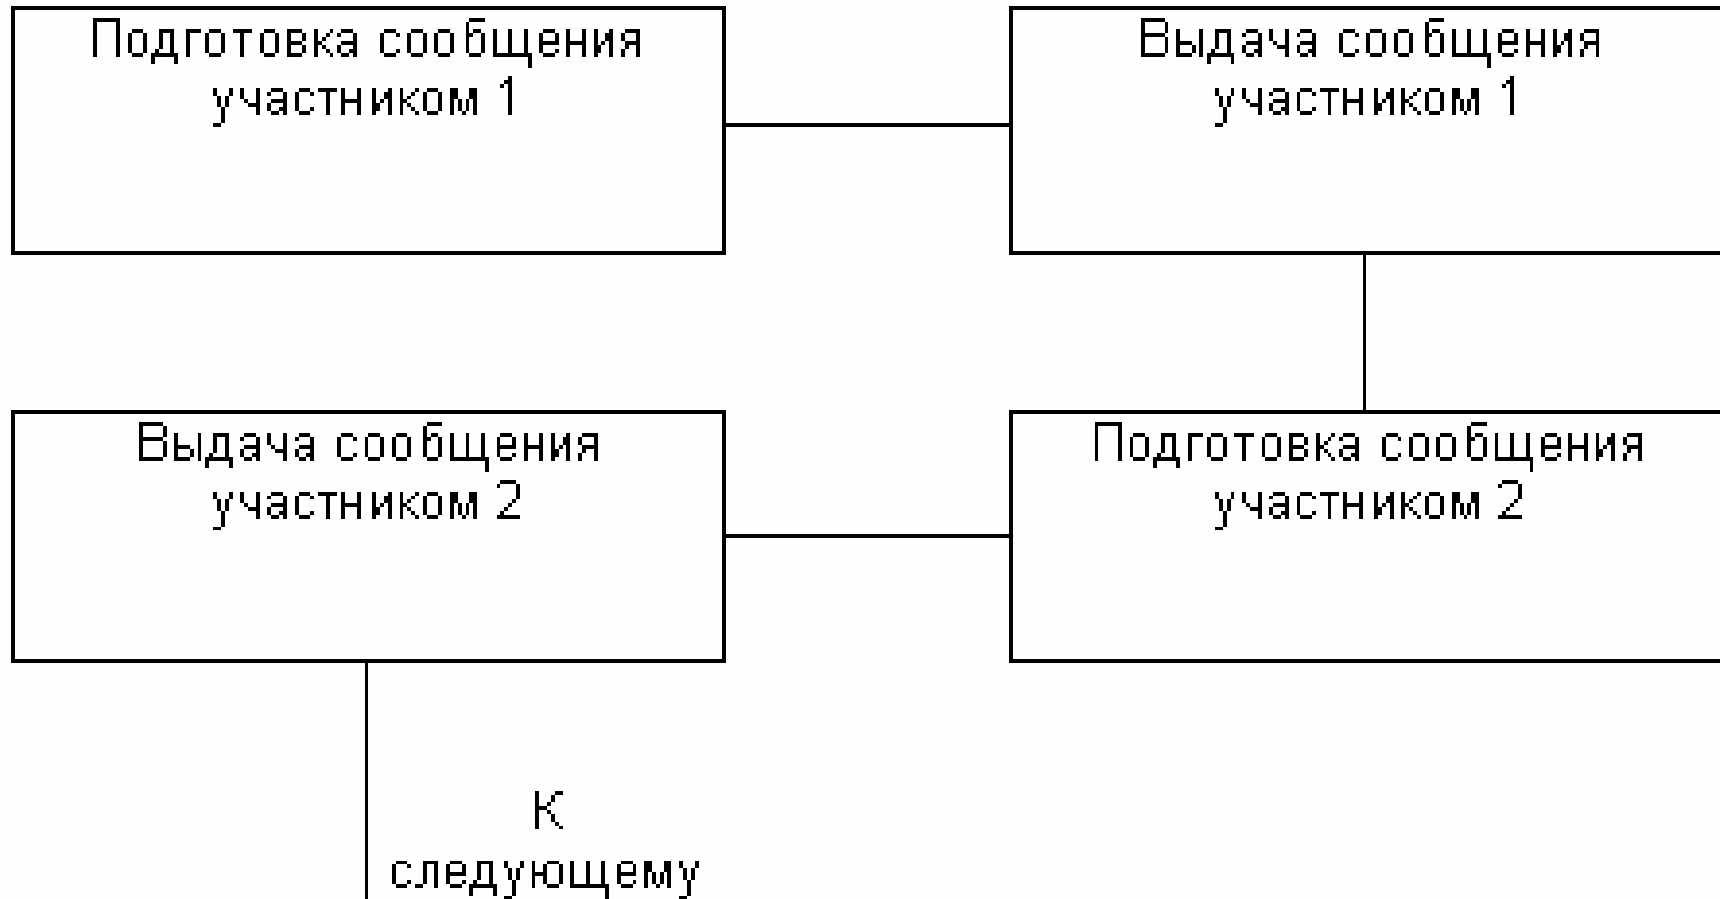 Подготовка сообщения
участником 1
Выдача сообщения
участником 1
Выдача сообщения
участником 2
Подготовка сообщения
участником 2
К
следующему